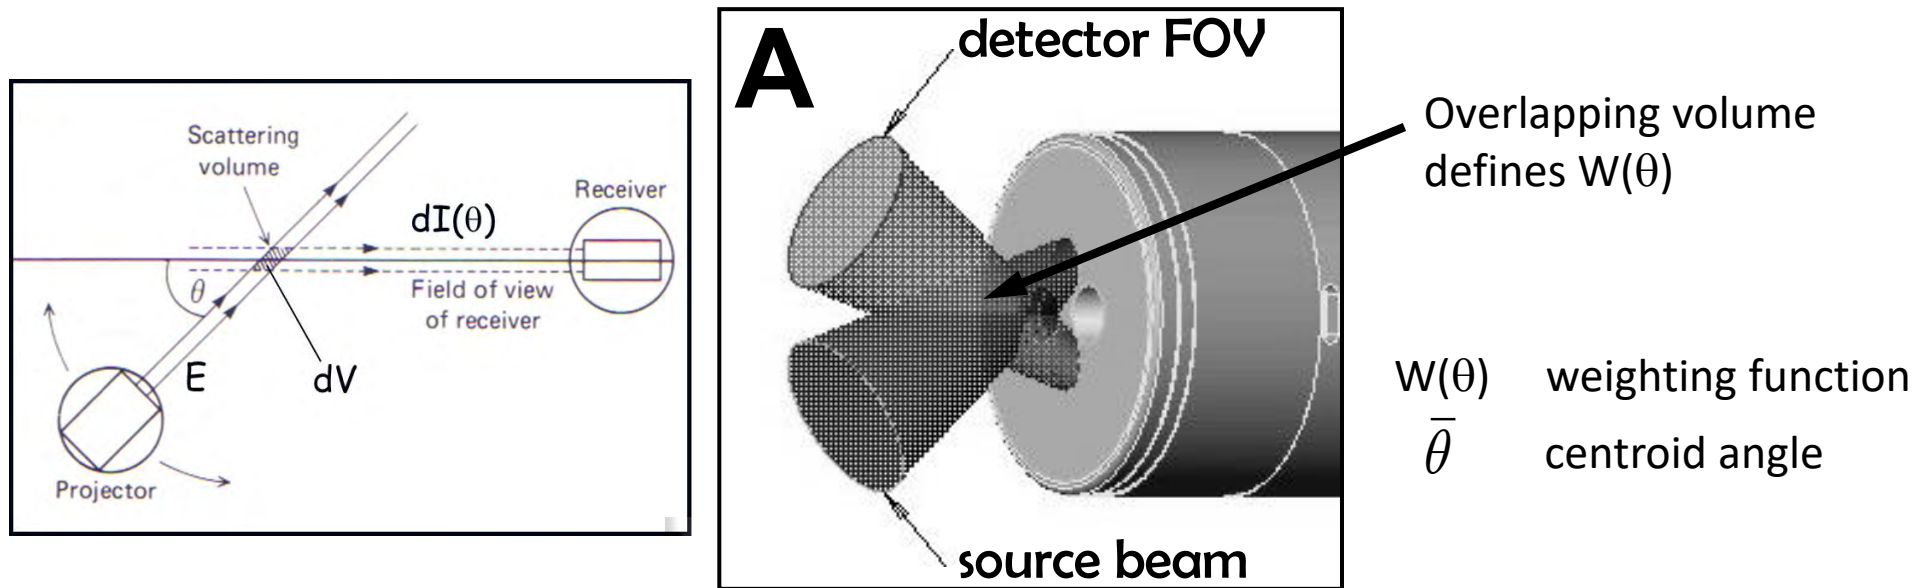 Scattering
volume
Receiver
dI(θ)
θ
Field of view
of receiver
E
dV
Projector
A
detector FOV
source beam
Overlapping volume
defines W(θ)
W(θ) weighting function
θ̅ centroid angle